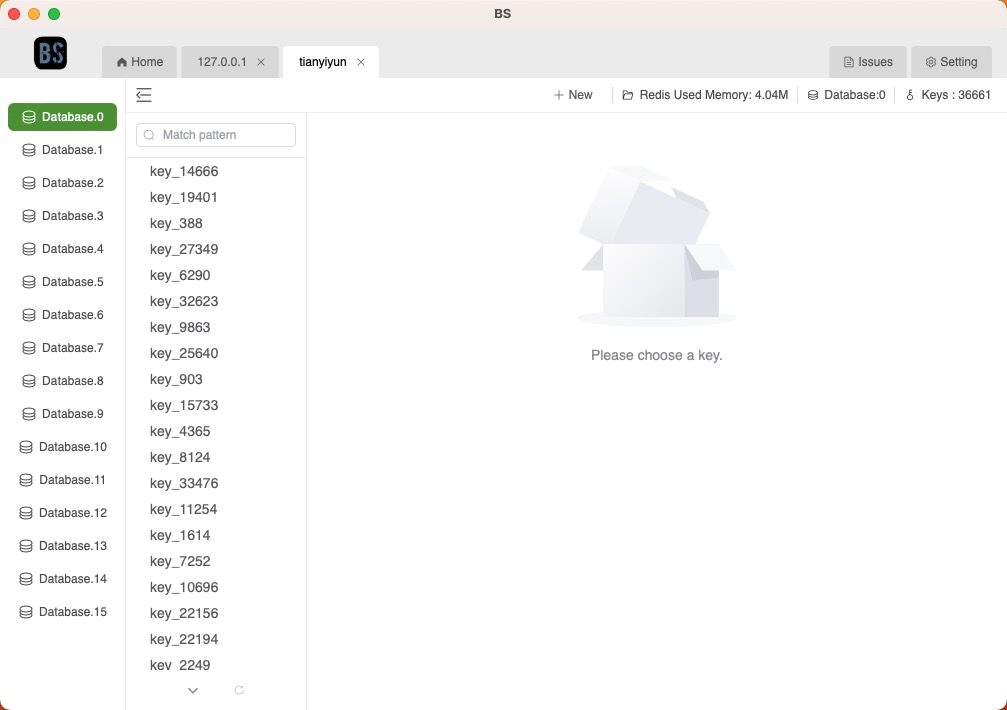 BS
BS
Home
127.0.0.1
tianyiyun
Issues
Setting
New
Redis Used Memory: 4.04M
Database:0
Keys : 36661
Database.0
Database.1
Database.2
Database.3
Database.4
Database.5
Database.6
Database.7
Database.8
Database.9
Database.10
Database.11
Database.12
Database.13
Database.14
Database.15
Match pattern
key_14666
key_19401
key_388
key_27349
key_6290
key_32623
key_9863
key_25640
key_903
key_15733
key_4365
key_8124
key_33476
key_11254
key_1614
key_7252
key_10696
key_22156
key_22194
key_2249
Please choose a key.